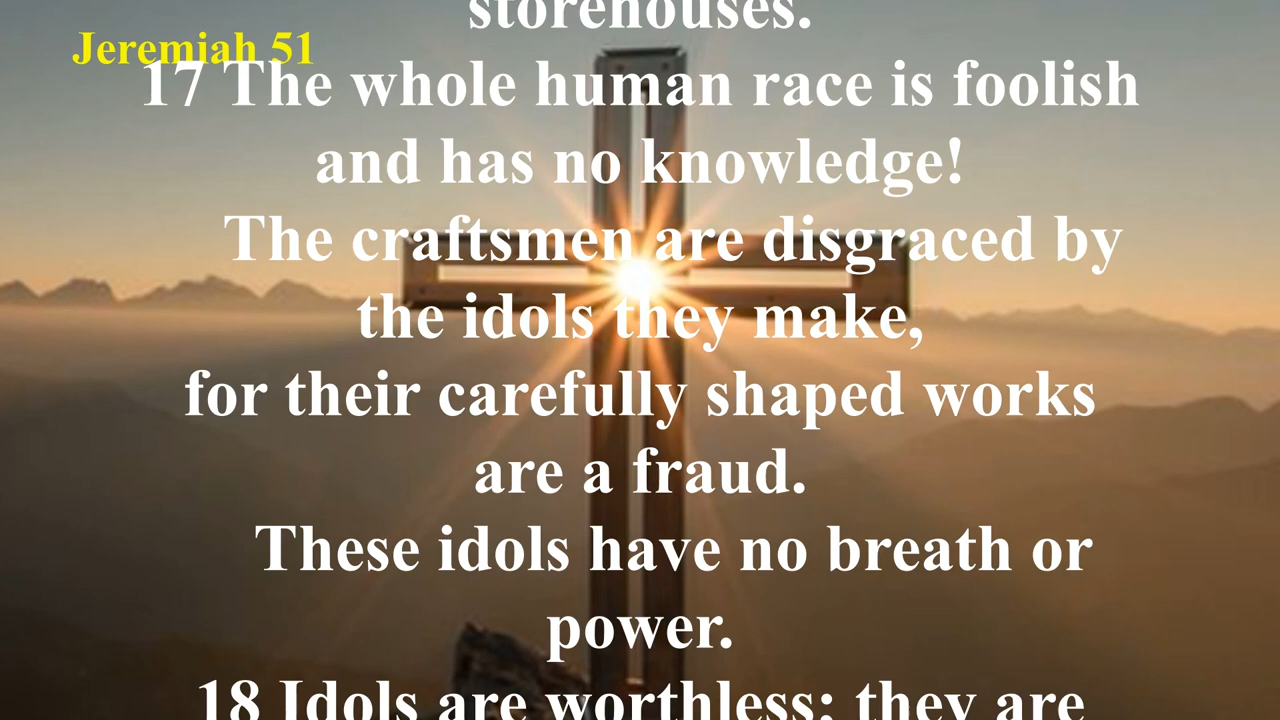 storehouses.
Jeremiah 51
17 The whole human race is foolish
and has no knowledge!
The craftsmen are disgraced by
the idols they make,
for their carefully shaped works
are a fraud.
These idols have no breath or
power.
18 Idols are worthless; they are